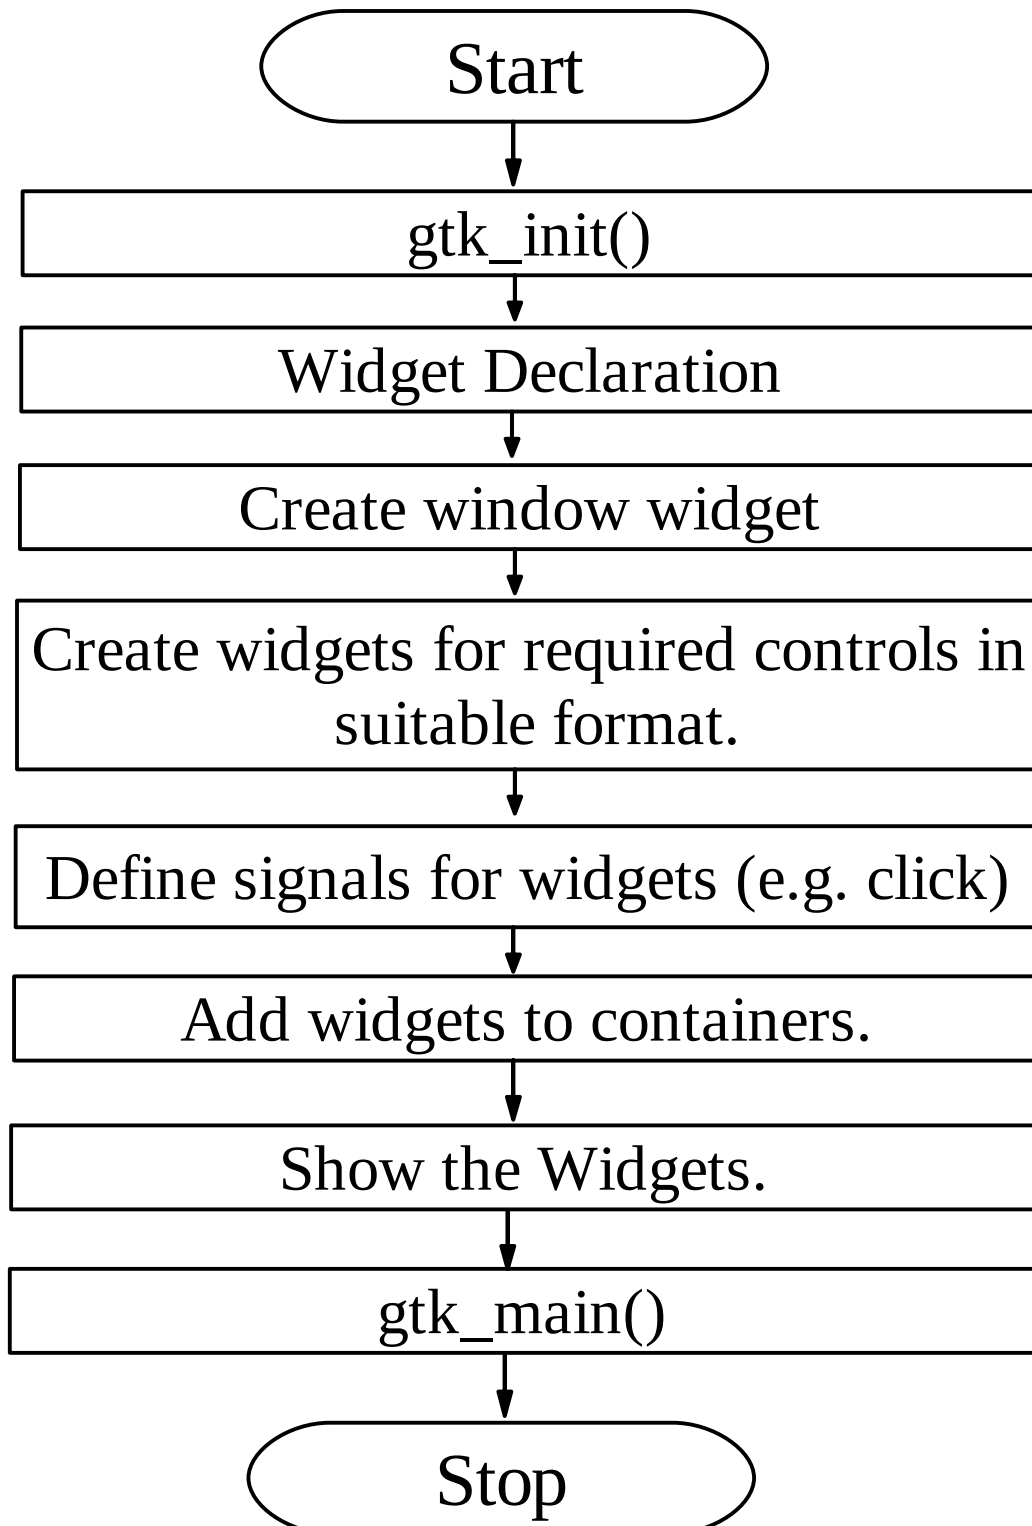 Start
gtk_init()
Widget Declaration
Create window widget
Create widgets for required controls in
suitable format.
Define signals for widgets (e.g. click)
Add widgets to containers.
Show the Widgets.
gtk_main()
Stop